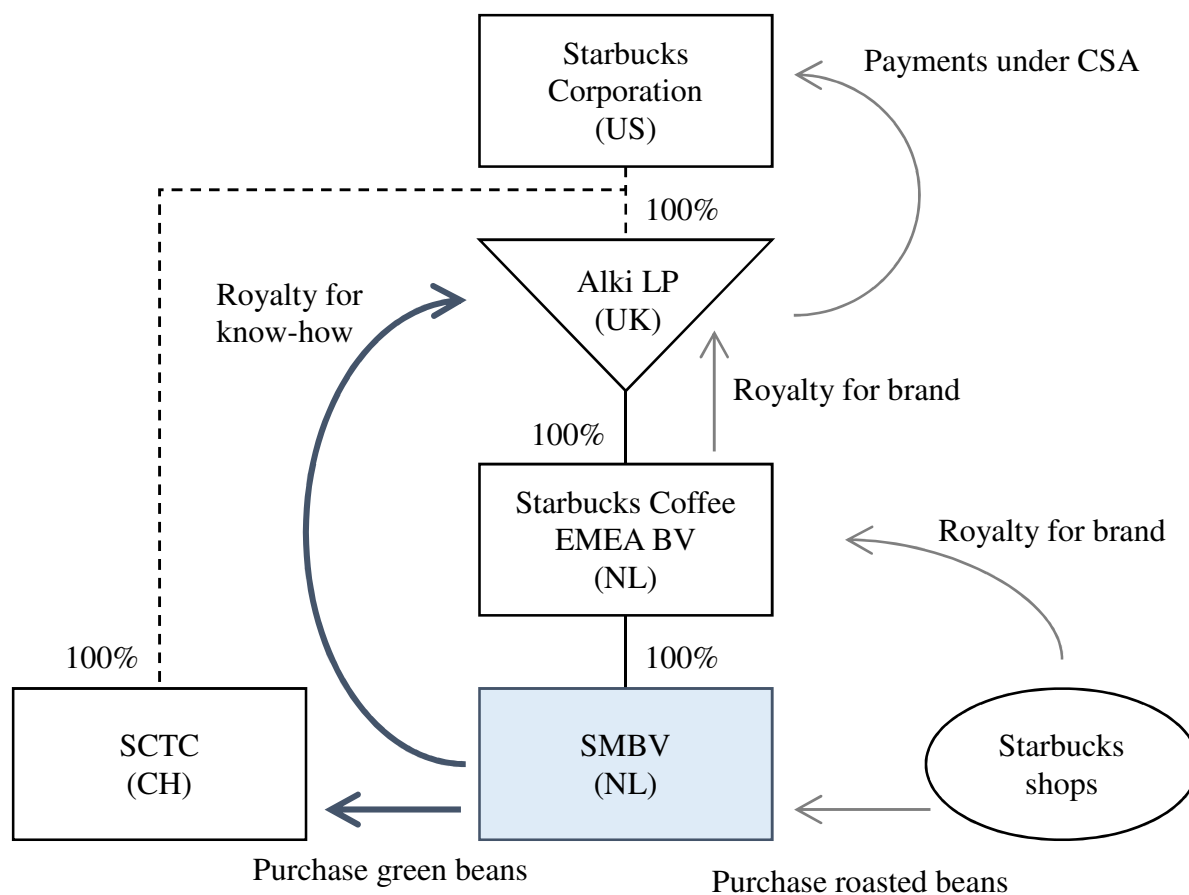 Starbucks
Corporation
(US)
Payments under CSA
100%
Royalty for
know-how
Alki LP
(UK)
Royalty for brand
100%
Starbucks Coffee
EMEA BV
(NL)
Royalty for brand
100%
100%
SCTC
(CH)
SMBV
(NL)
Starbucks
shops
Purchase green beans
Purchase roasted beans